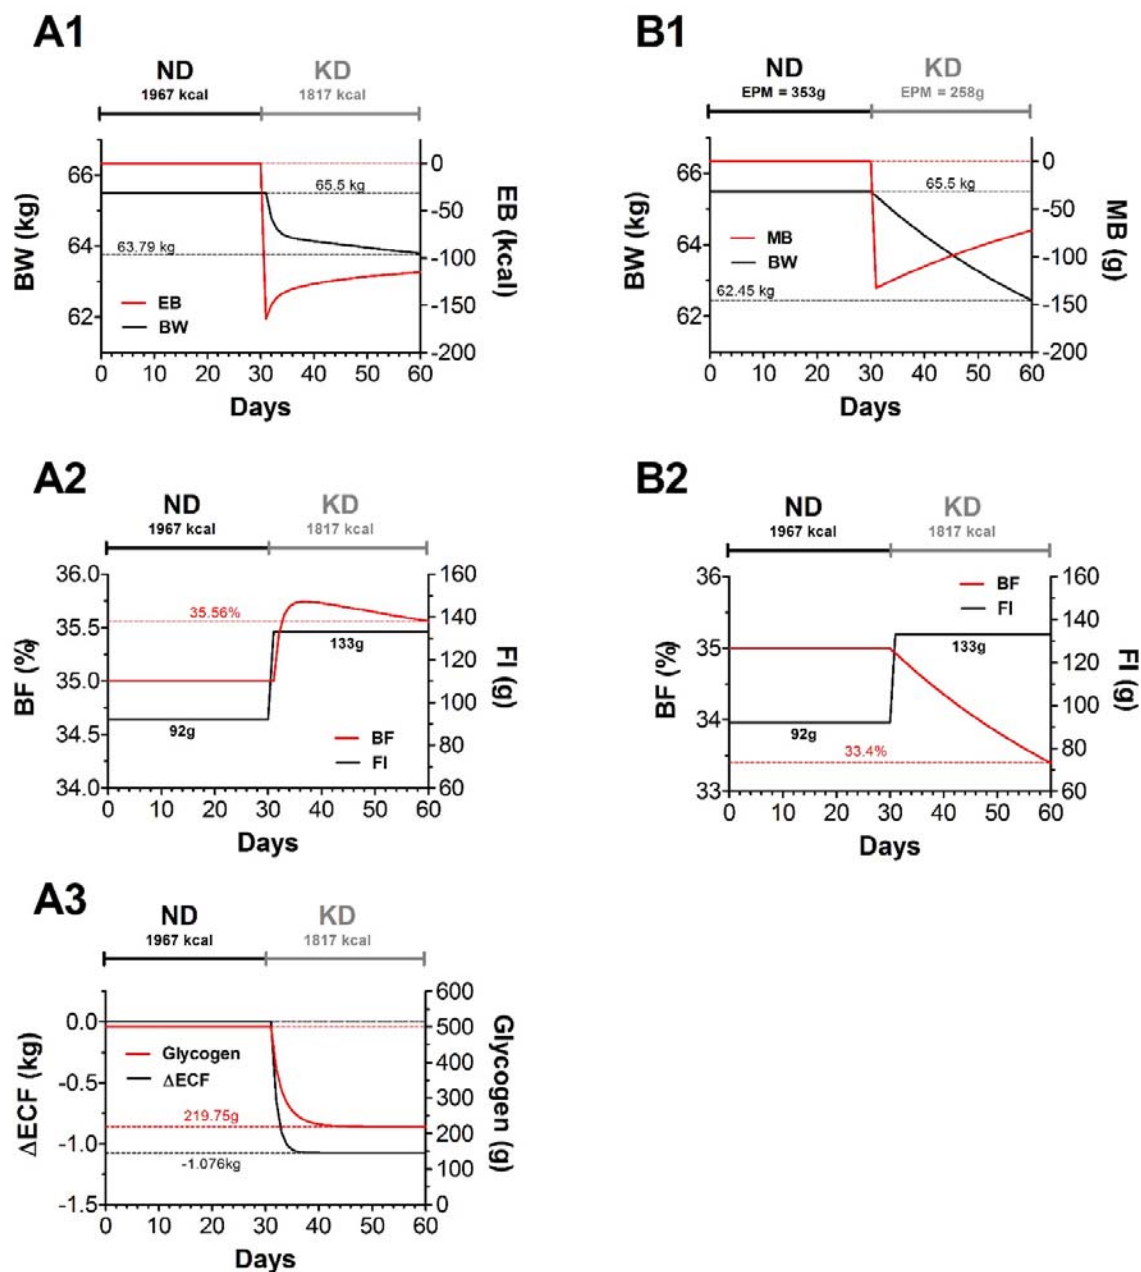 A1
ND
1967 kcal
KD
1817 kcal
66
64
62
BW (kg)
0
-50
-100
-150
-200
EB
(kcal)
65.5 kg
63.79 kg
EB
BW
0 10 20 30 40 50 60
Days
B1
ND
EPM = 353g
KD
EPM = 258g
66
64
62
BW (kg)
0
-50
-100
-150
-200
MB
(g)
65.5 kg
62.45 kg
MB
BW
0 10 20 30 40 50 60
Days
A2
ND
1967 kcal
KD
1817 kcal
36.0
35.5
35.0
34.5
34.0
BF (%)
160
140
120
100
80
60
FI (g)
35.56%
133g
92g
BF
FI
0 10 20 30 40 50 60
Days
B2
ND
1967 kcal
KD
1817 kcal
36
35
34
33
BF (%)
160
140
120
100
80
60
FI (g)
BF
FI
133g
92g
33.4%
0 10 20 30 40 50 60
Days
A3
ND
1967 kcal
KD
1817 kcal
0.0
-0.5
-1.0
-1.5
ΔECF (kg)
600
500
400
300
200
100
0
Glycogen (g)
Glycogen
ΔECF
219.75g
-1.076kg
0 10 20 30 40 50 60
Days